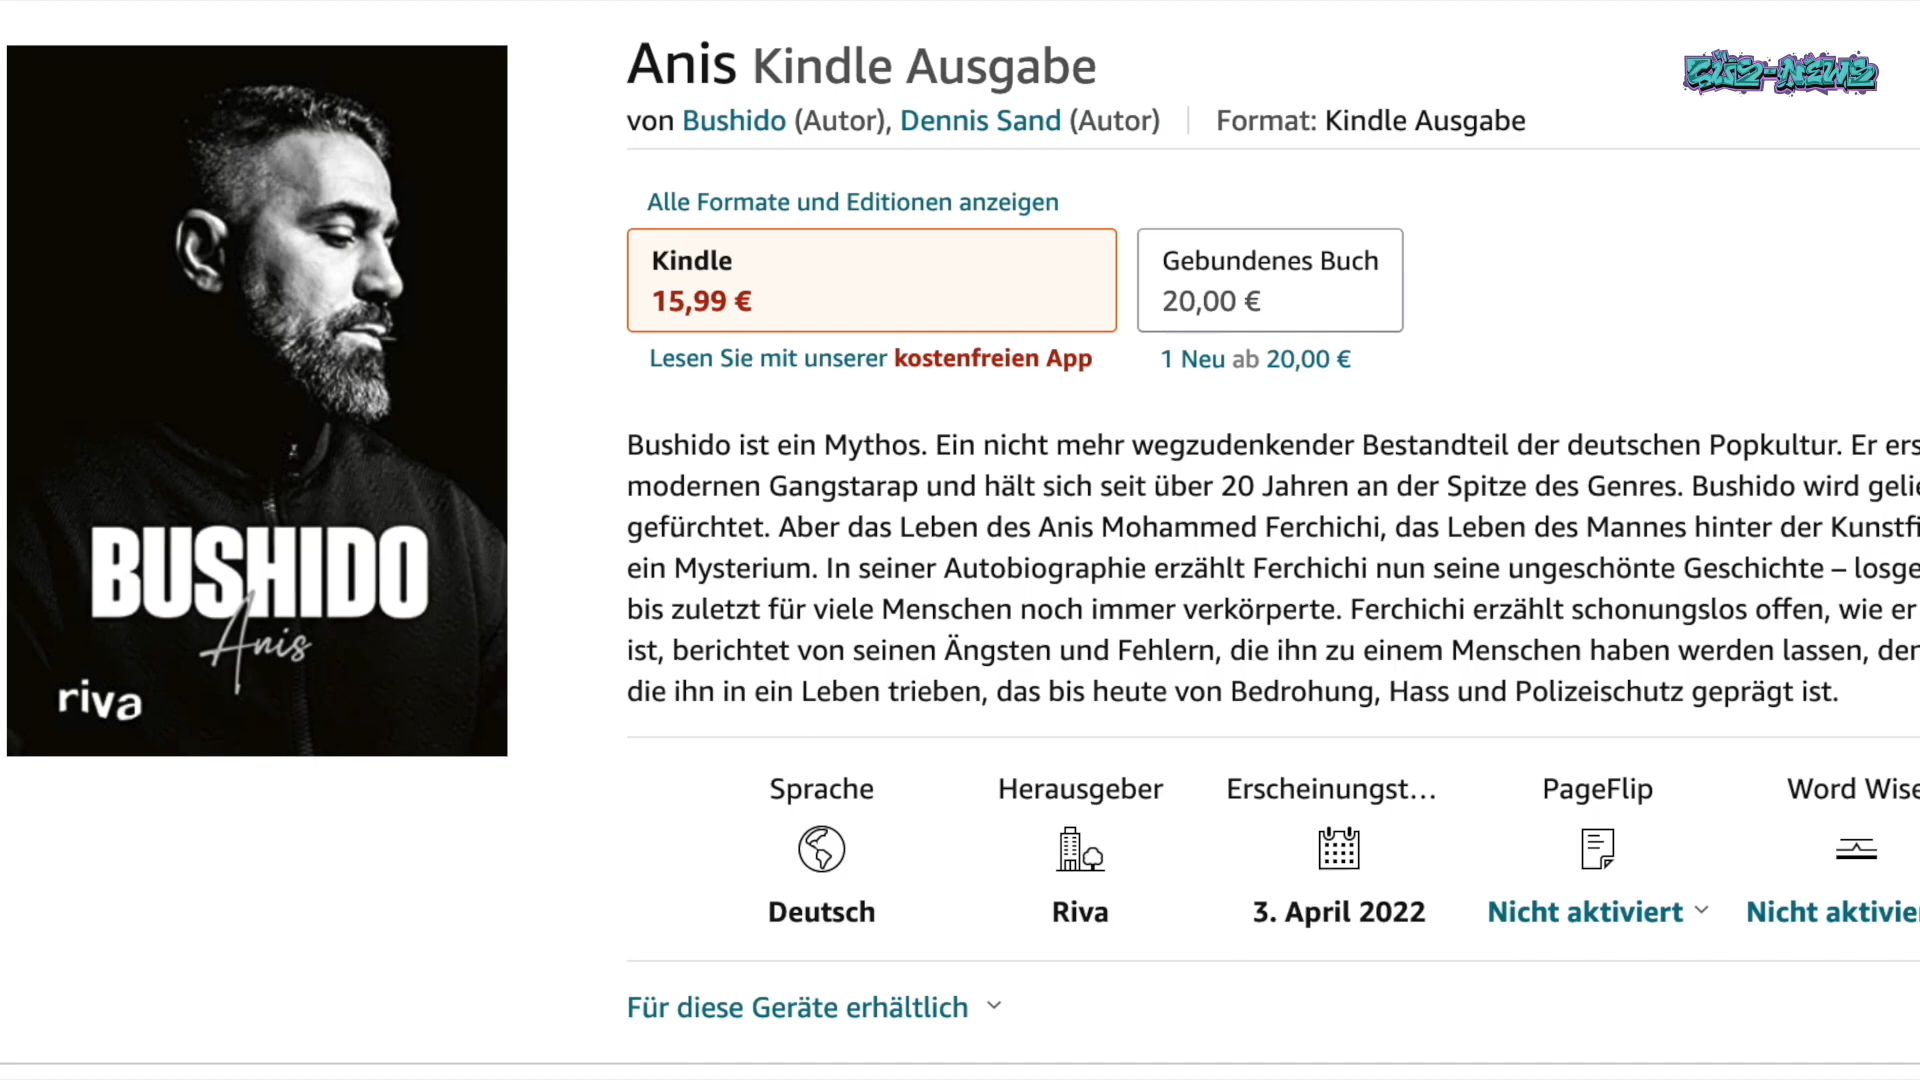 BUSHIDO
Anis
riva
Anis Kindle Ausgabe
von Bushido (Autor), Dennis Sand (Autor) Format: Kindle Ausgabe
Alle Formate und Editionen anzeigen
Kindle
15,99 €
Lesen Sie mit unserer kostenfreien App
Gebundenes Buch
20,00 €
1 Neu ab 20,00 €
Bushido ist ein Mythos. Ein nicht mehr wegzudenkender Bestandteil der deutschen Popkultur. Er ers
modernen Gangstarap und hält sich seit über 20 Jahren an der Spitze des Genres. Bushido wird gelie
gefürchtet. Aber das Leben des Anis Mohammed Ferchichi, das Leben des Mannes hinter der Kunstfi
ein Mysterium. In seiner Autobiographie erzählt Ferchichi nun seine ungeschönte Geschichte – losge
bis zuletzt für viele Menschen noch immer verkörperte. Ferchichi erzählt schonungslos offen, wie er
ist, berichtet von seinen Ängsten und Fehlern, die ihn zu einem Menschen haben werden lassen, der
die ihn in ein Leben trieben, das bis heute von Bedrohung, Hass und Polizeischutz geprägt ist.
Sprache
Deutsch
Herausgeber
Riva
Erscheinungst...
3. April 2022
PageFlip
Nicht aktiviert
Word Wise
Nicht aktivie
Für diese Geräte erhältlich